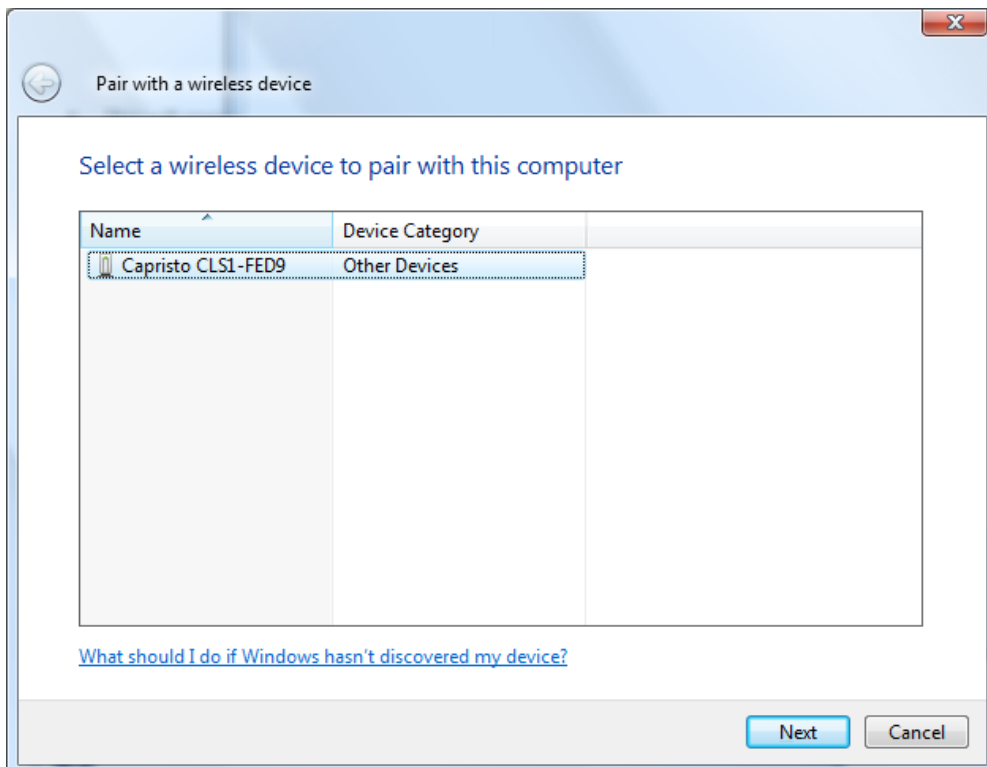 Pair with a wireless device
Select a wireless device to pair with this computer
Name Device Category
Capristo CLS1-FED9 Other Devices
What should I do if Windows hasn't discovered my device?
Next Cancel